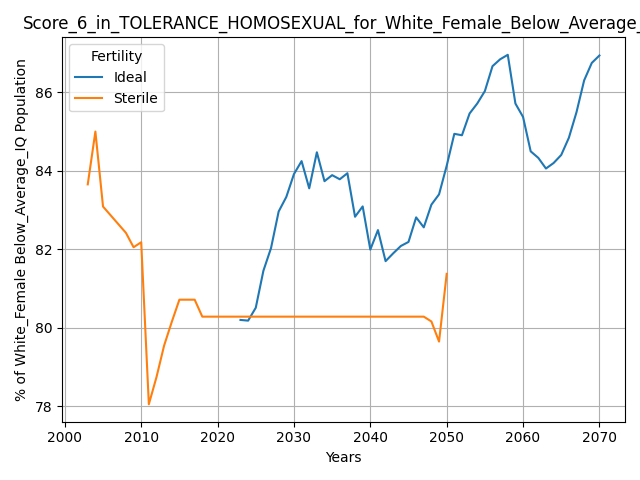 Score_6_in_TOLERANCE_HOMOSEXUAL_for_White_Female_Below_Average_
Fertility
Ideal
Sterile
% of White_Female Below_Average_IQ Population
86
84
82
80
78
2000 2010 2020 2030 2040 2050 2060 2070
Years